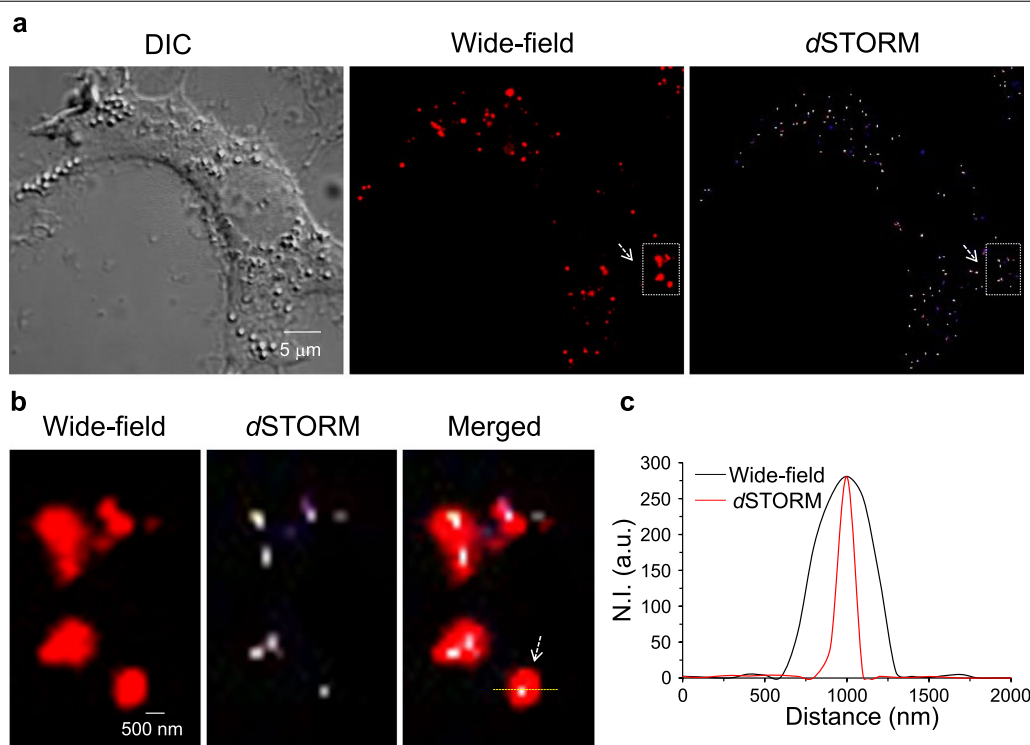 a
DIC
Wide-field
dSTORM
5 μm
b
Wide-field
dSTORM
Merged
500 nm
c
300
250
200
150
100
50
0
N.I. (a.u.)
Wide-field
dSTORM
0
500
1000
1500
2000
Distance (nm)